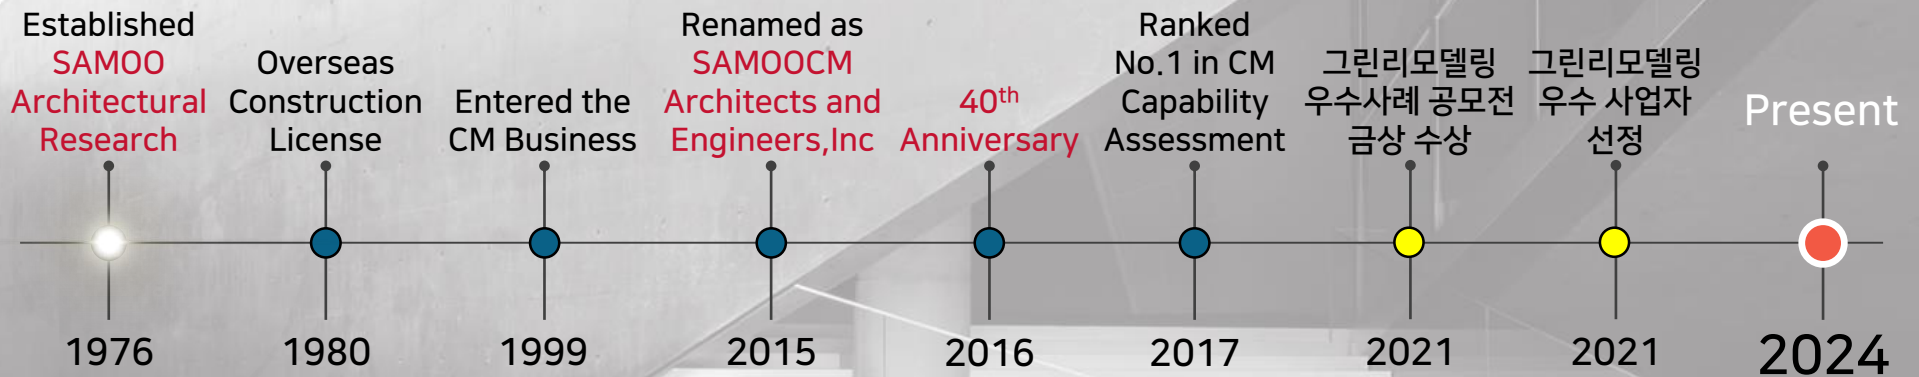 Established
SAMOO
Architectural
Research
1976
Overseas
Construction
License
1980
Entered the
CM Business
1999
Renamed as
SAMOOCM
Architects and
Engineers,Inc
2015
40th
Anniversary
2016
Ranked
No.1 in CM
Capability
Assessment
2017
그린리모델링
우수사례 공모전
금상 수상
2021
그린리모델링
우수 사업자
선정
2021
Present
2024